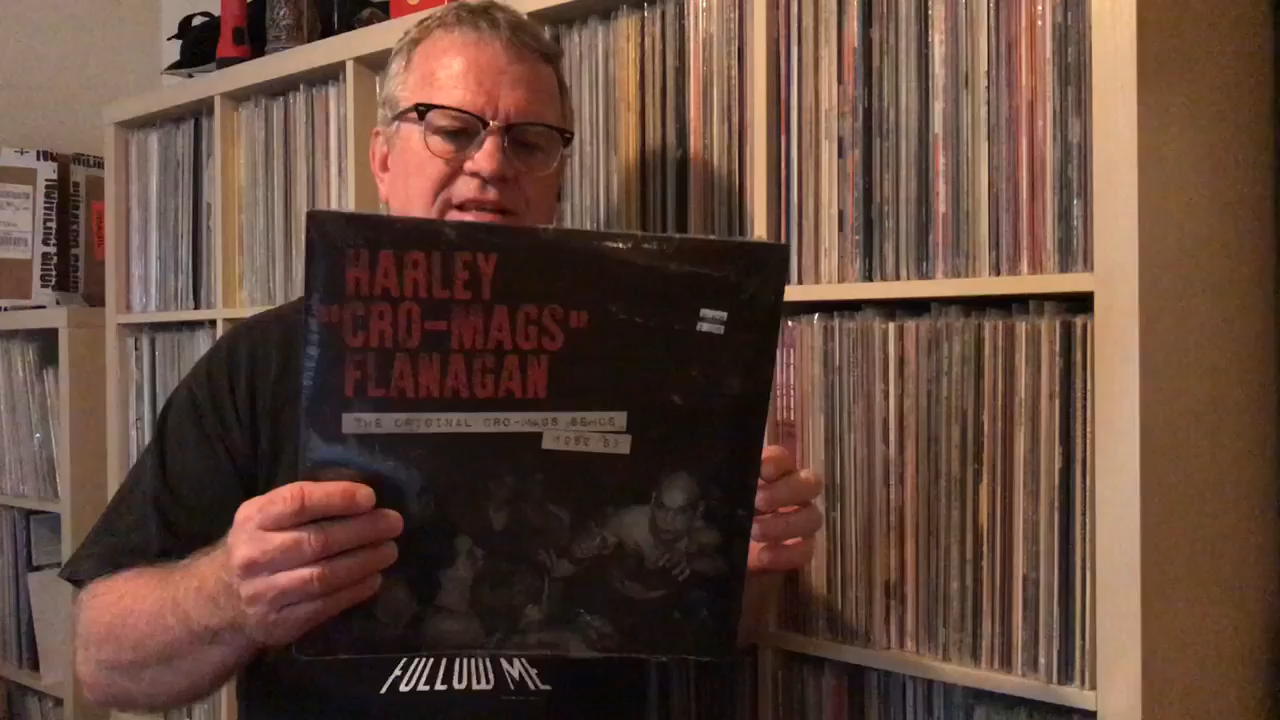 HARLEY
"CRO-MAGS"
FLANAGAN
THE ORIGINAL CRO-MAGS DEMOS
FOLLOW ME